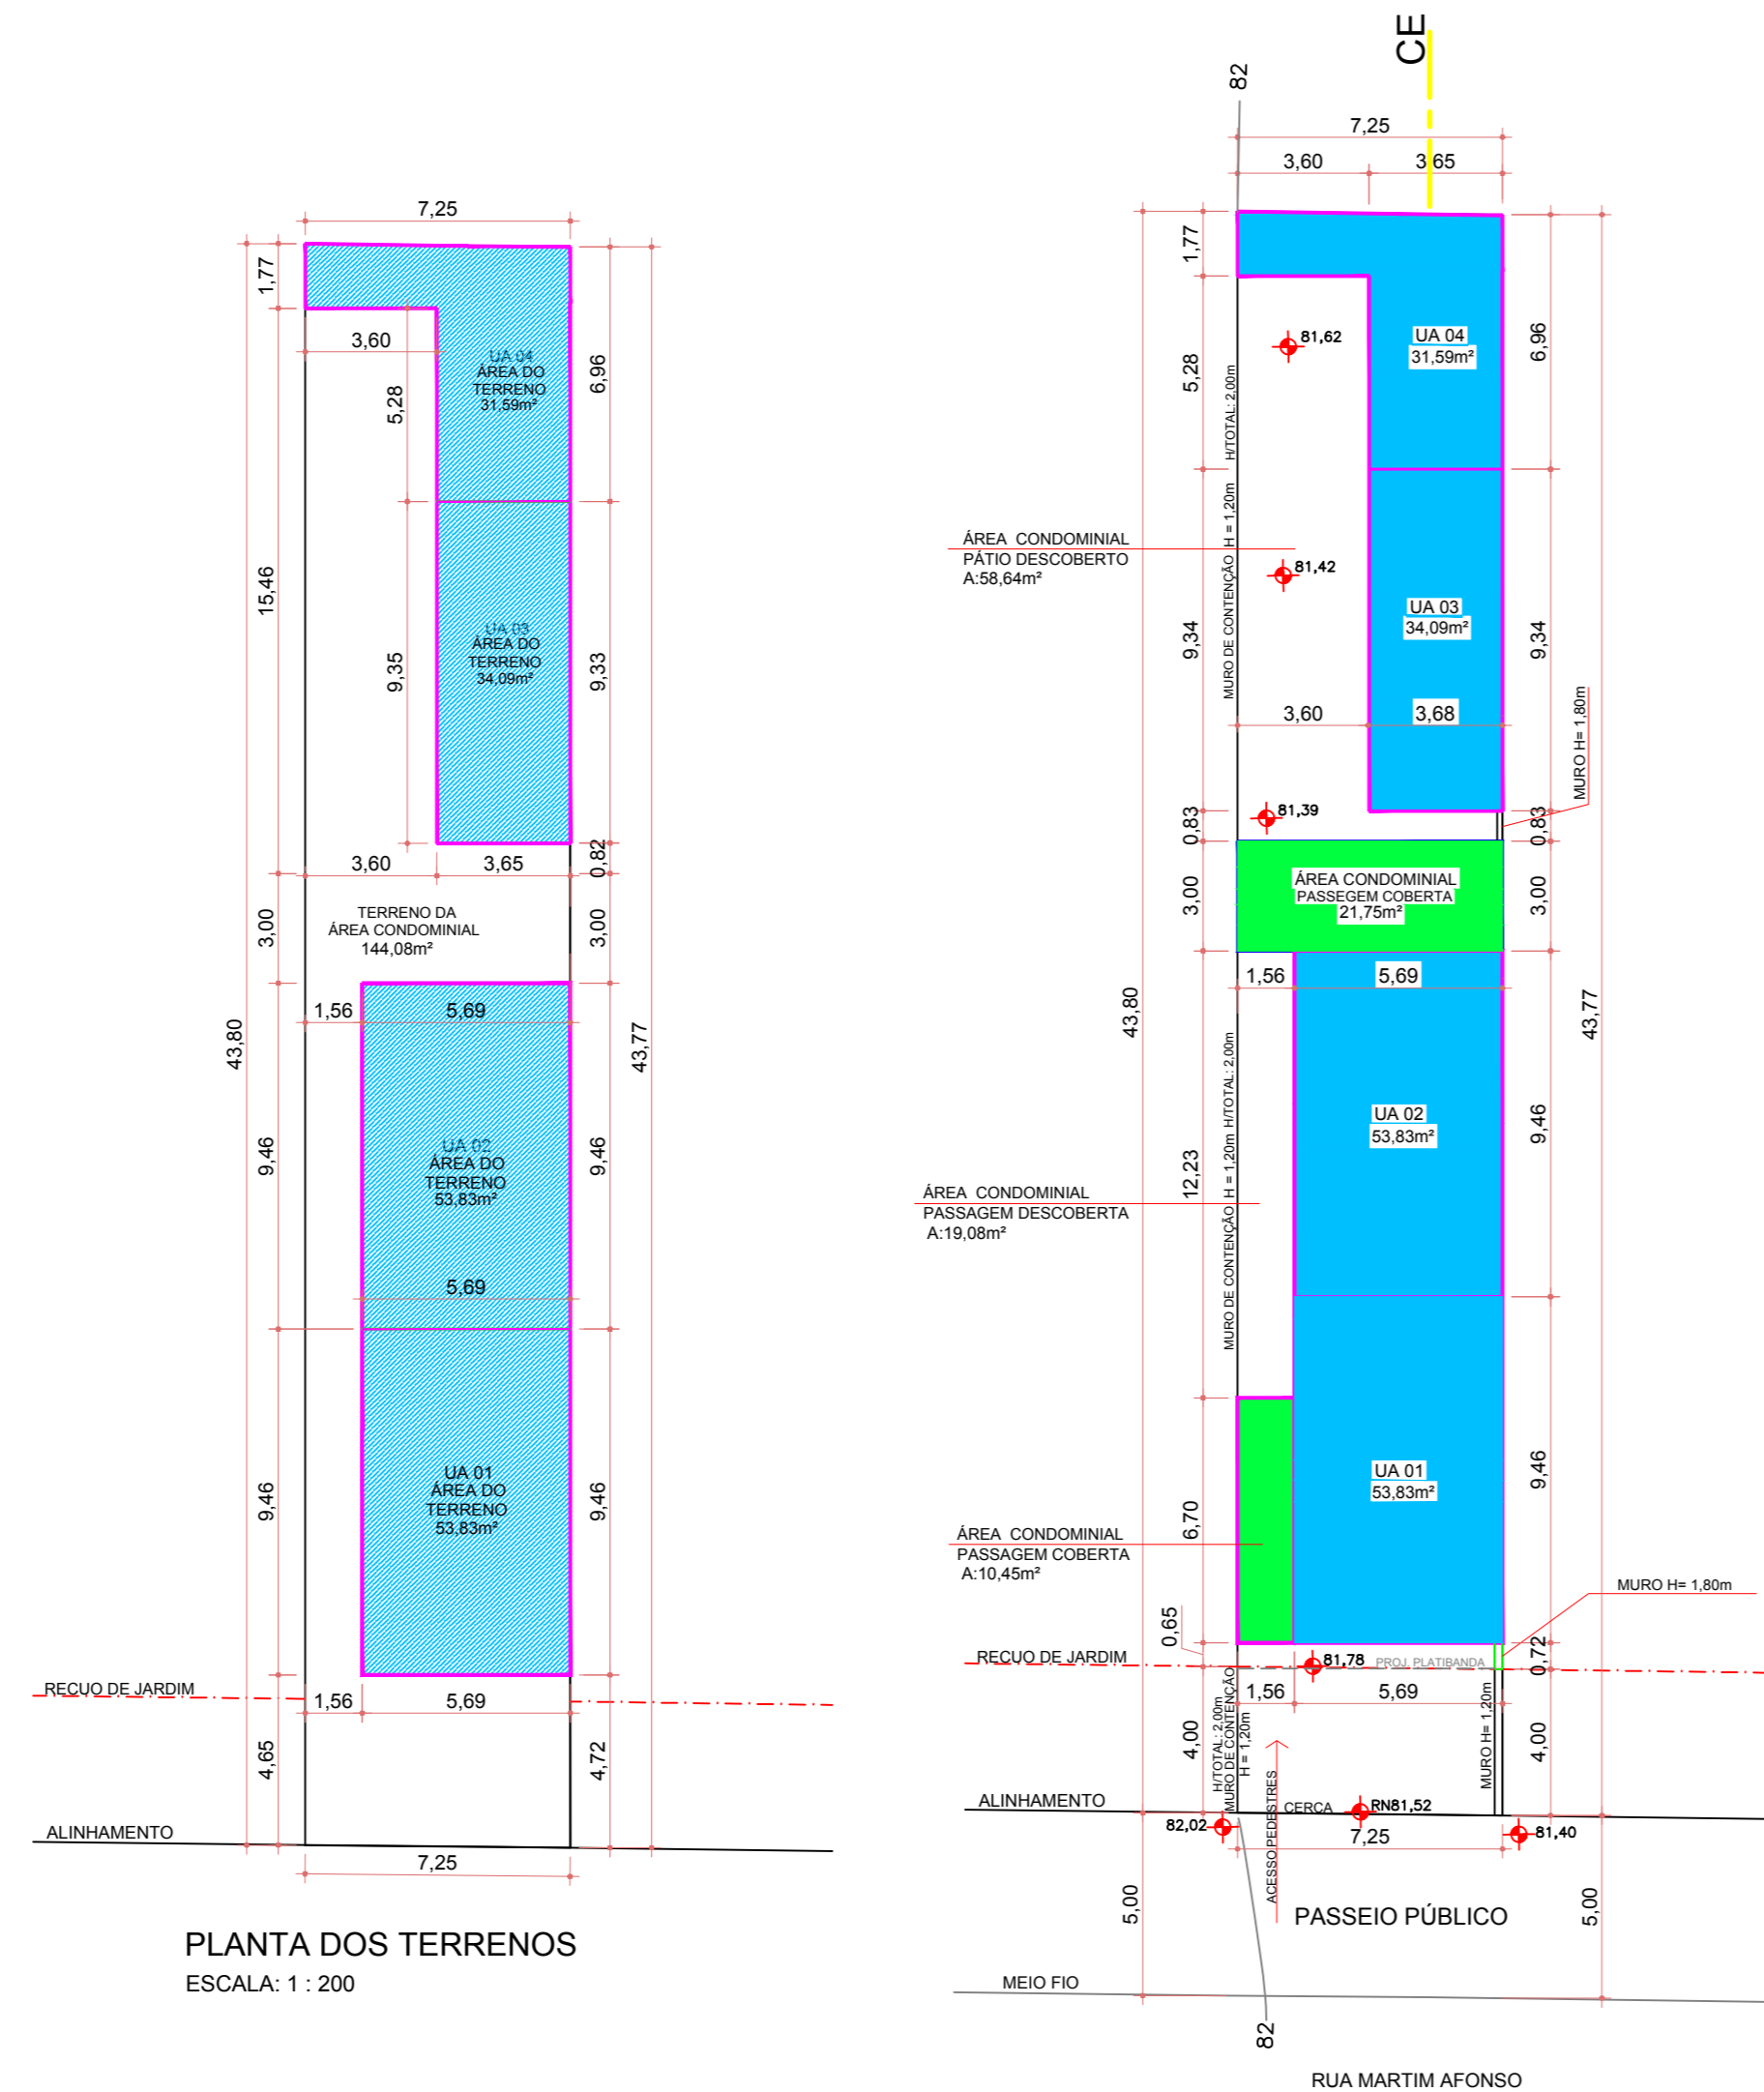 7,25
1,77
3,60
5,28
6,96
UA 04
ÁREA DO
TERRENO
31,59m²
15,46
9,35
UA 03
ÁREA DO
TERRENO
34,09m²
9,33
3,60
3,65
0,82
3,00
TERRENO DA
ÁREA CONDOMINIAL
144,08m²
3,00
1,56
5,69
43,80
43,77
9,46
UA 02
ÁREA DO
TERRENO
53,83m²
9,46
5,69
9,46
UA 01
ÁREA DO
TERRENO
53,83m²
9,46
RECUO DE JARDIM
1,56
5,69
4,65
4,72
ALINHAMENTO
7,25
PLANTA DOS TERRENOS
ESCALA: 1 : 200
CE
82
7,25
3,60
3,65
1,77
5,28
81,62
UA 04
31,59m²
6,96
H/TOTAL: 2,00m
MURO DE CONTENÇÃO H = 1,20m
ÁREA CONDOMINIAL
PÁTIO DESCOBERTO
A:58,64m²
81,42
9,34
UA 03
34,09m²
9,34
3,60
3,68
MURO H= 1,80m
81,39
0,83
0,83
3,00
ÁREA CONDOMINIAL
PASSEGEM COBERTA
21,75m²
3,00
1,56
5,69
43,80
43,77
MURO DE CONTENÇÃO H = 1,20m H/TOTAL: 2,00m
12,23
UA 02
53,83m²
9,46
ÁREA CONDOMINIAL
PASSAGEM DESCOBERTA
A:19,08m²
UA 01
53,83m²
9,46
6,70
ÁREA CONDOMINIAL
PASSAGEM COBERTA
A:10,45m²
MURO H= 1,80m
0,65
RECUO DE JARDIM
81,78
PROJ. PLATIBANDA
0,72
1,56
5,69
H/TOTAL: 2,00m
MURO DE CONTENÇÃO
H = 1,20m
4,00
MURO H= 1,20m
4,00
ACESSO PEDESTRES
ALINHAMENTO
CERCA
RN81,52
82,02
81,40
7,25
5,00
PASSEIO PÚBLICO
5,00
MEIO FIO
82
RUA MARTIM AFONSO